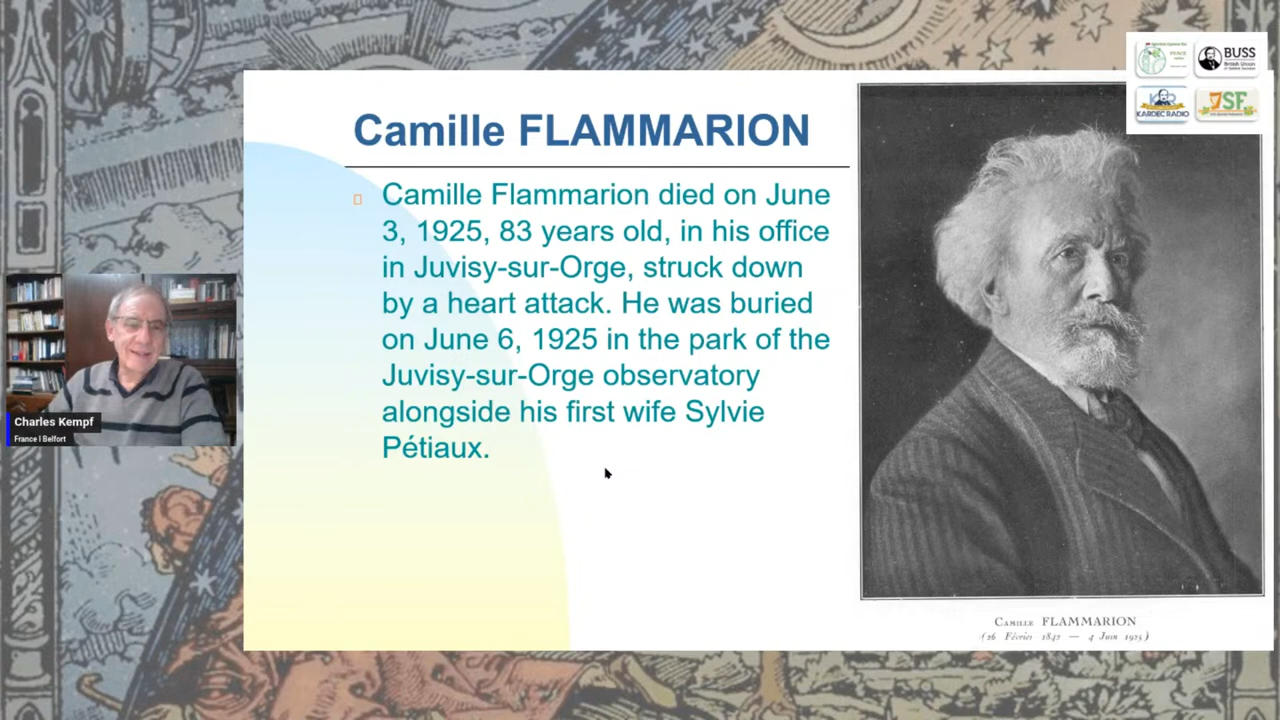 Camille FLAMMARION
Camille Flammarion died on June
3, 1925, 83 years old, in his office
in Juvisy-sur-Orge, struck down
by a heart attack. He was buried
on June 6, 1925 in the park of the
Juvisy-sur-Orge observatory
alongside his first wife Sylvie
Pétiaux.
CAMILLE FLAMMARION
(26 Février 1842 — 4 Juin 1925)
Charles Kempf
France I Belfort
PEACE
BUSS
British Union
KARDEC RADIO
SF